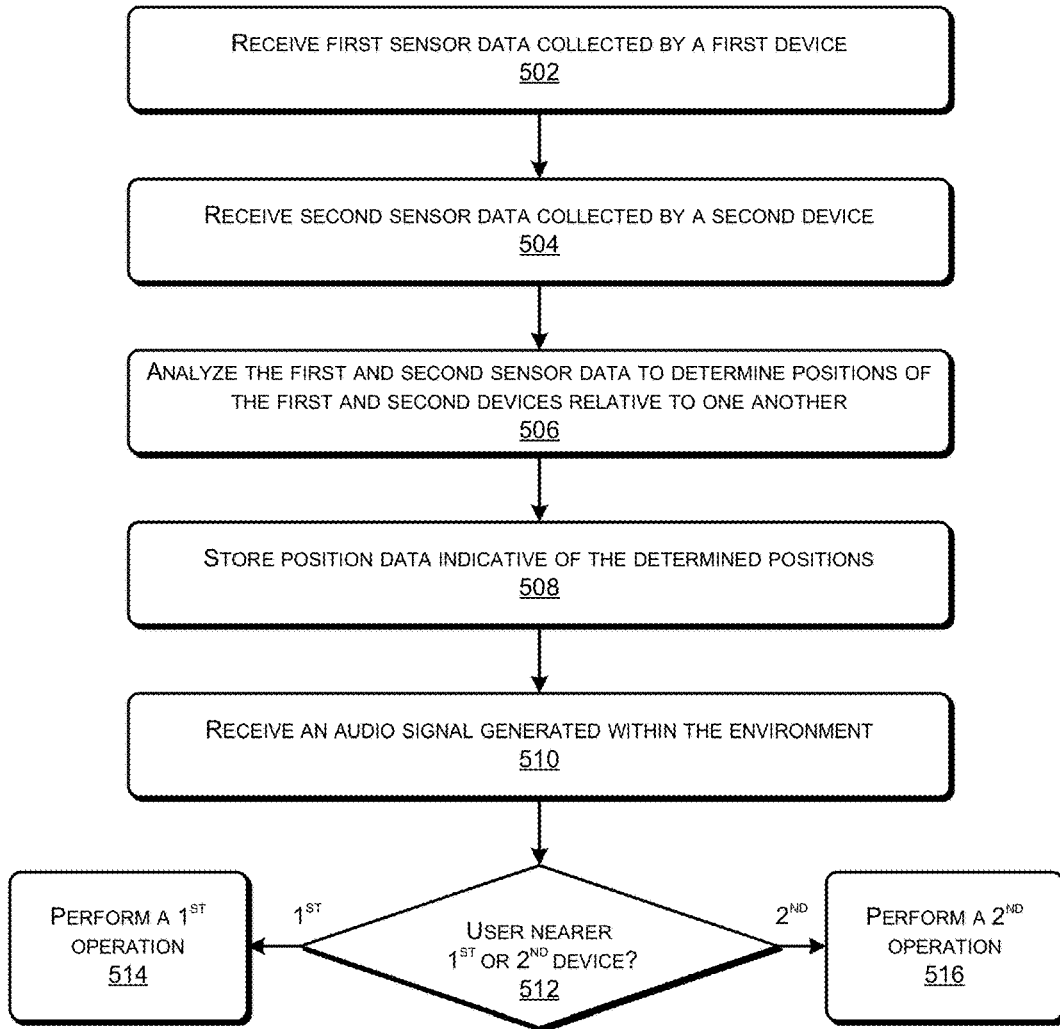 RECEIVE FIRST SENSOR DATA COLLECTED BY A FIRST DEVICE
502
RECEIVE SECOND SENSOR DATA COLLECTED BY A SECOND DEVICE
504
ANALYZE THE FIRST AND SECOND SENSOR DATA TO DETERMINE POSITIONS OF
THE FIRST AND SECOND DEVICES RELATIVE TO ONE ANOTHER
506
STORE POSITION DATA INDICATIVE OF THE DETERMINED POSITIONS
508
RECEIVE AN AUDIO SIGNAL GENERATED WITHIN THE ENVIRONMENT
510
PERFORM A 1ST
OPERATION
514
1ST
USER NEARER
1ST OR 2ND DEVICE?
512
2ND
PERFORM A 2ND
OPERATION
516